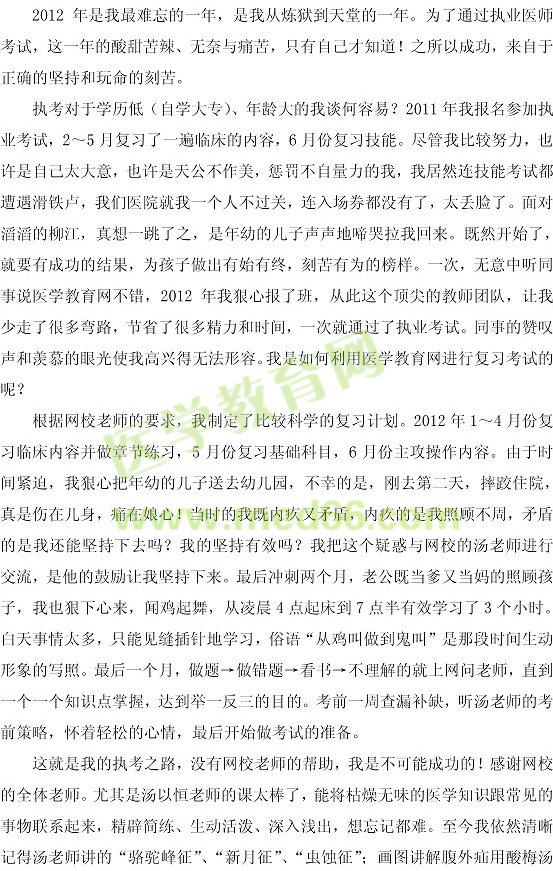 2012 年是我最难忘的一年，是我从炼狱到天堂的一年。为了通过执业医师
考试，这一年的酸甜苦辣、无奈与痛苦，只有自己才知道！之所以成功，来自于
正确的坚持和玩命的刻苦。
执考对于学历低（自学大专）、年龄大的我谈何容易？2011 年我报名参加执
业考试，2～5 月复习了一遍临床的内容，6 月份复习技能。尽管我比较努力，也
许是自己太大意，也许是天公不作美，惩罚不自量力的我，我居然连技能考试都
遭遇滑铁卢，我们医院就我一个人不过关，连入场券都没有了，太丢脸了。面对
滔滔的柳江，真想一跳了之，是年幼的儿子声声地啼哭拉我回来。既然开始了，
就要有成功的结果，为孩子做出有始有终，刻苦有为的榜样。一次，无意中听同
事说医学教育网不错，2012 年我狠心报了班，从此这个顶尖的教师团队，让我
少走了很多弯路，节省了很多精力和时间，一次就通过了执业考试。同事的赞叹
声和羡慕的眼光使我高兴得无法形容。我是如何利用医学教育网进行复习考试的
呢？
根据网校老师的要求，我制定了比较科学的复习计划。2012 年 1～4 月份复
习临床内容并做章节练习，5 月份复习基础科目，6 月份主攻操作内容。由于时
间紧迫，我狠心把年幼的儿子送去幼儿园，不幸的是，刚去第二天，摔跤住院，
真是伤在儿身，痛在娘心！当时的我既内疚又矛盾，内疚的是我照顾不周，矛盾
的是我还能坚持下去吗？我的坚持有效吗？我把这个疑惑与网校的汤老师进行
交流，是他的鼓励让我坚持下来。最后冲刺两个月，老公既当爹又当妈的照顾孩
子，我也狠下心来，闻鸡起舞，从凌晨 4 点起床到 7 点半有效学习了 3 个小时。
白天事情太多，只能见缝插针地学习，俗语“从鸡叫做到鬼叫”是那段时间生动
形象的写照。最后一个月，做题→做错题→看书→不理解的就上网问老师，直到
一个一个知识点掌握，达到举一反三的目的。考前一周查漏补缺，听汤老师的考
前策略，怀着轻松的心情，最后开始做考试的准备。
这就是我的执考之路，没有网校老师的帮助，我是不可能成功的！感谢网校
的全体老师。尤其是汤以恒老师的课太棒了，能将枯燥无味的医学知识跟常见的
事物联系起来，精辟简练、生动活泼、深入浅出，想忘记都难。至今我依然清晰
记得汤老师讲的“骆驼峰征”、“新月征”、“虫蚀征”；画图讲解腹外疝用酸梅汤
医学教育网
www.med66.com